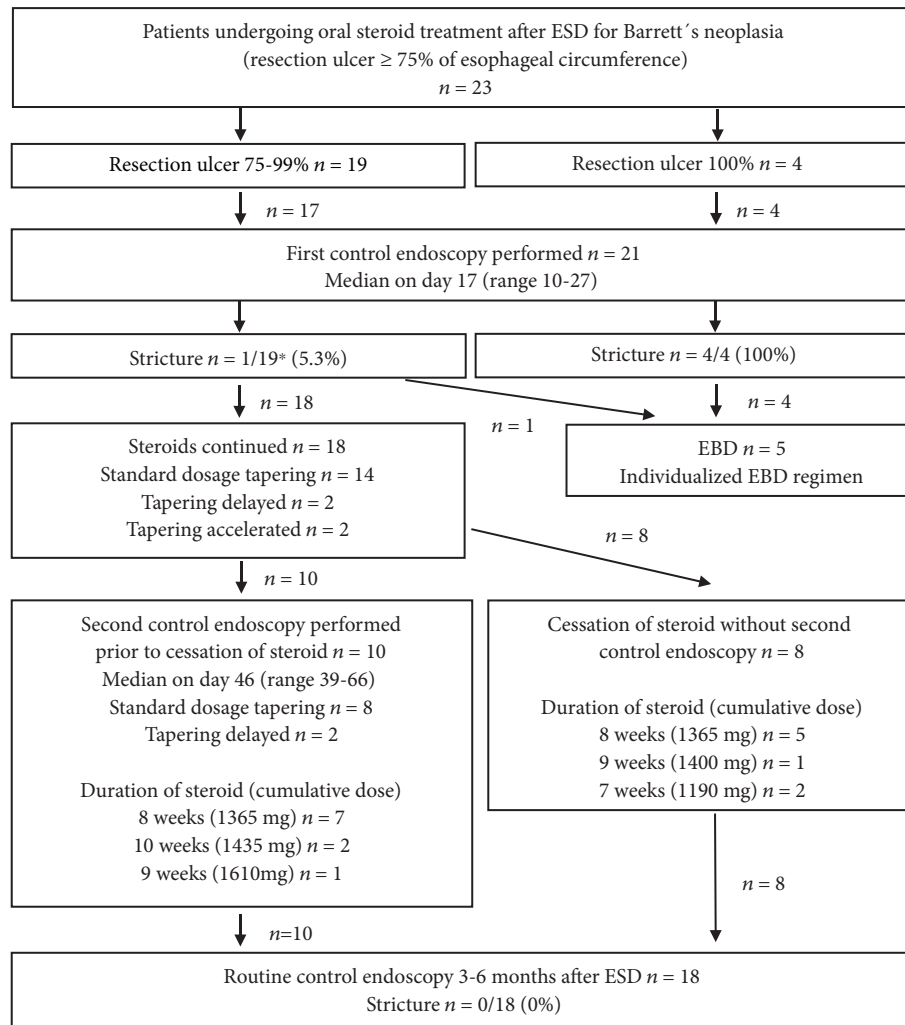 Patients undergoing oral steroid treatment after ESD for Barrett´s neoplasia
(resection ulcer ≥ 75% of esophageal circumference)
n = 23
Resection ulcer 75-99% n = 19
Resection ulcer 100% n = 4
n = 17
n = 4
First control endoscopy performed n = 21
Median on day 17 (range 10-27)
Stricture n = 1/19* (5.3%)
Stricture n = 4/4 (100%)
n = 18
n = 1
n = 4
Steroids continued n = 18
Standard dosage tapering n = 14
Tapering delayed n = 2
Tapering accelerated n = 2
EBD n = 5
Individualized EBD regimen
n = 8
n = 10
Second control endoscopy performed
prior to cessation of steroid n = 10
Median on day 46 (range 39-66)
Standard dosage tapering n = 8
Tapering delayed n = 2
Duration of steroid (cumulative dose)
8 weeks (1365 mg) n = 7
10 weeks (1435 mg) n = 2
9 weeks (1610mg) n = 1
Cessation of steroid without second
control endoscopy n = 8
Duration of steroid (cumulative dose)
8 weeks (1365 mg) n = 5
9 weeks (1400 mg) n = 1
7 weeks (1190 mg) n = 2
n = 8
n=10
Routine control endoscopy 3-6 months after ESD n = 18
Stricture n = 0/18 (0%)